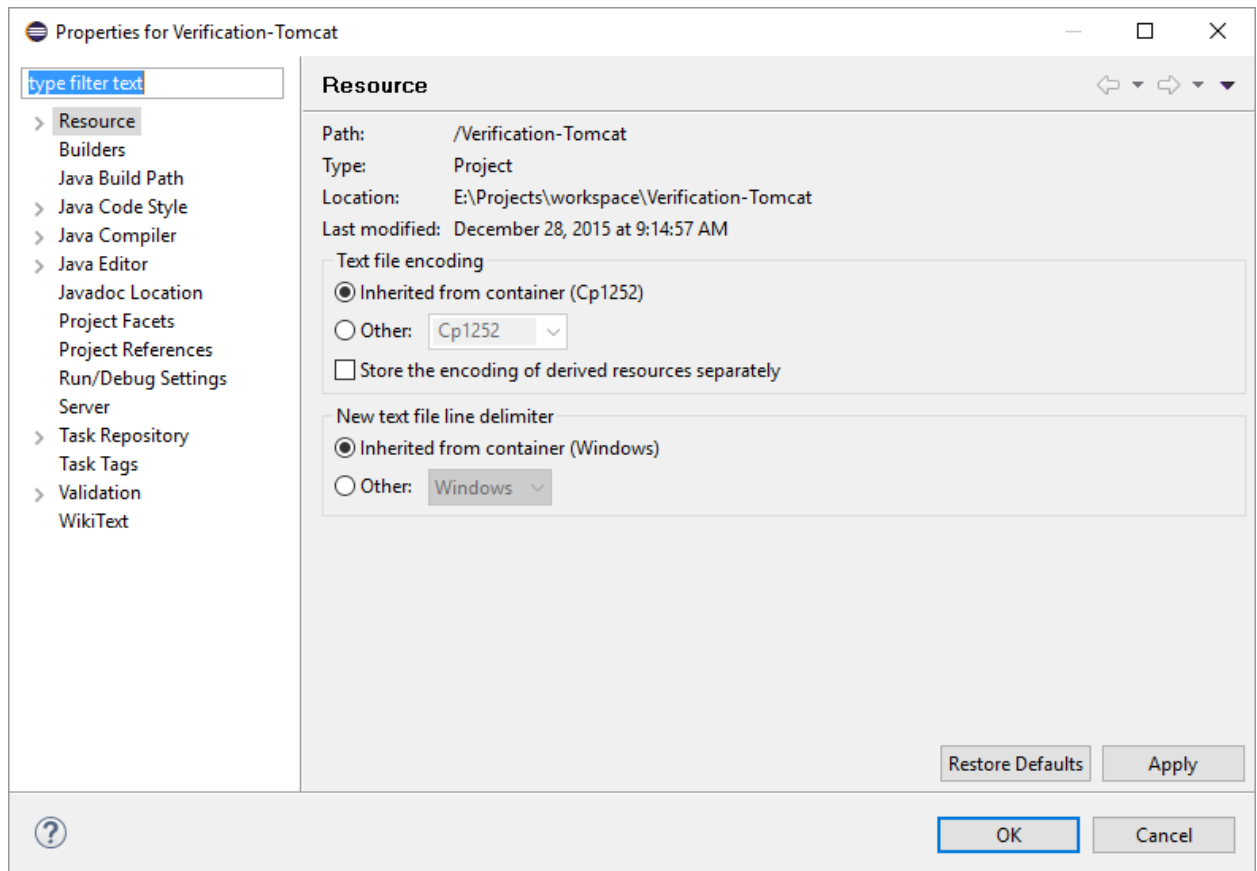 Properties for Verification-Tomcat
type filter text
Resource
Builders
Java Build Path
Java Code Style
Java Compiler
Java Editor
Javadoc Location
Project Facets
Project References
Run/Debug Settings
Server
Task Repository
Task Tags
Validation
WikiText
Resource
Path: /Verification-Tomcat
Type: Project
Location: E:\Projects\workspace\Verification-Tomcat
Last modified: December 28, 2015 at 9:14:57 AM
Text file encoding
Inherited from container (Cp1252)
Other: Cp1252
Store the encoding of derived resources separately
New text file line delimiter
Inherited from container (Windows)
Other: Windows
Restore Defaults Apply
? OK Cancel